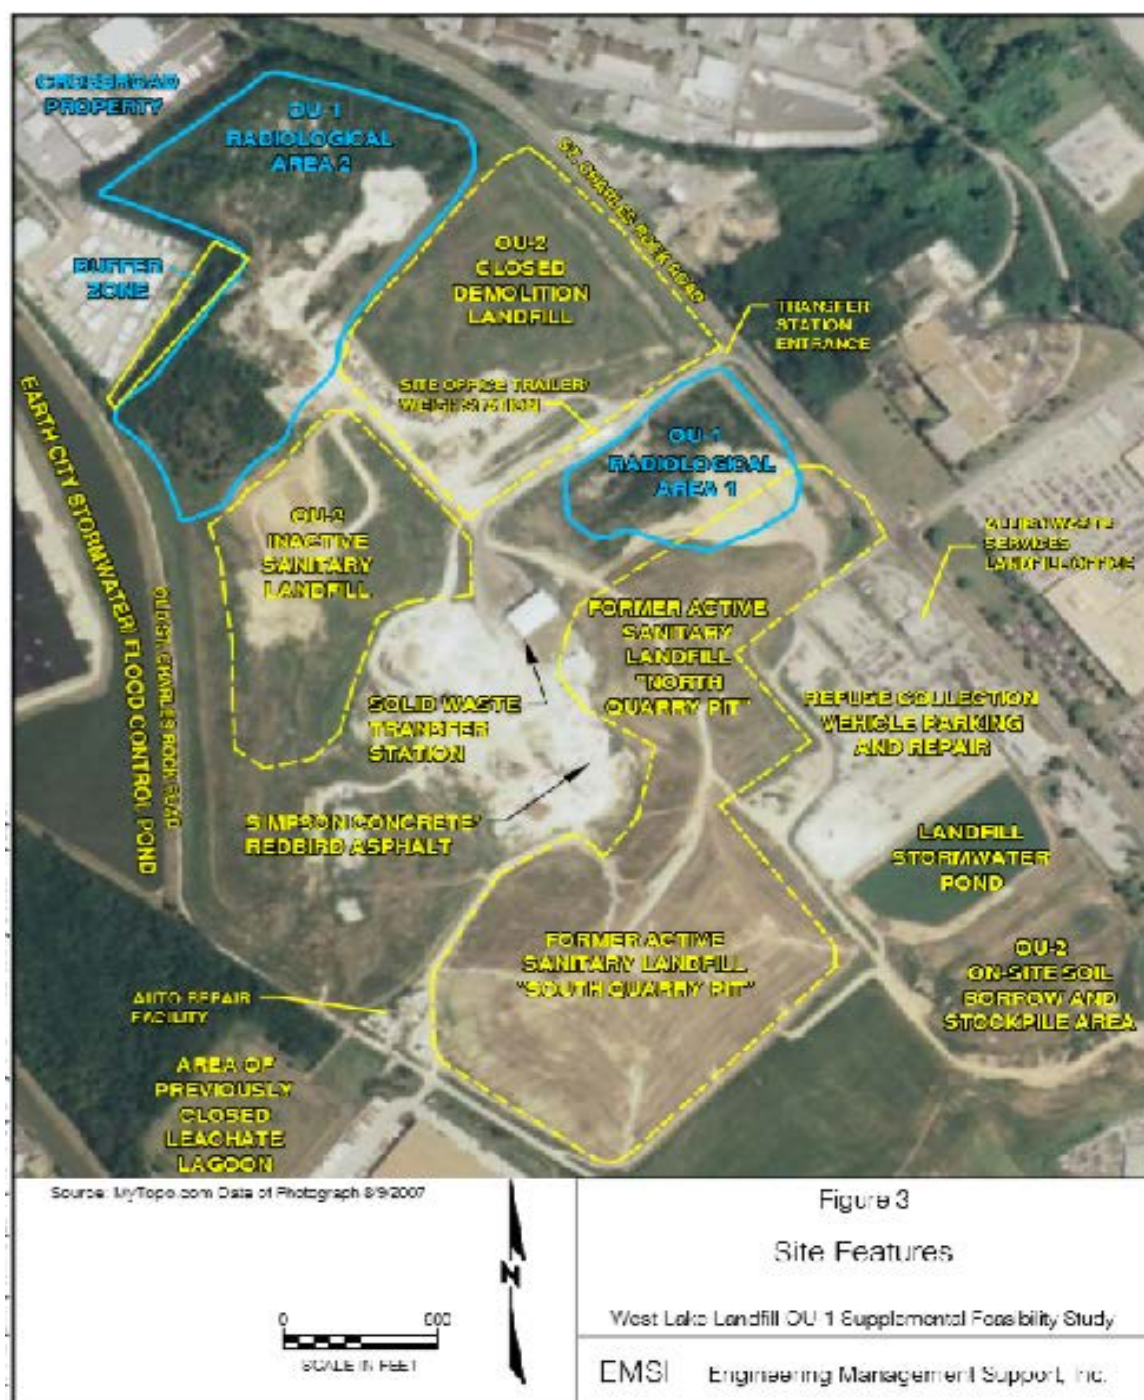 CROSSROAD
PROPERTY
OU-1
RADIOLOGICAL
AREA 2
ST. CHARLES ROCK ROAD
BUFFER
ZONE
OU-2
CLOSED
DEMOLITION
LANDFILL
TRANSFER
STATION
ENTRANCE
SITE OFFICE TRAILER/
WEIGH STATION
OU-1
RADIOLOGICAL
AREA 1
EARTH CITY STORMWATER/ FLOOD CONTROL POND
OLD ST. CHARLES ROCK ROAD
OU-2
INACTIVE
SANITARY
LANDFILL
ALLIED WASTE
SERVICES
LANDFILL OFFICE
FORMER ACTIVE
SANITARY
LANDFILL
"NORTH
QUARRY PIT"
SOLID WASTE
TRANSFER
STATION
REFUSE COLLECTION
VEHICLE PARKING
AND REPAIR
SIMPSON CONCRETE/
REDBIRD ASPHALT
LANDFILL
STORMWATER
POND
FORMER ACTIVE
SANITARY LANDFILL
"SOUTH QUARRY PIT"
OU-2
ON-SITE SOIL
BORROW AND
STOCKPILE AREA
AUTO REPAIR
FACILITY
AREA OF
PREVIOUSLY
CLOSED
LEACHATE
LAGOON
Source: MyTopo.com Date of Photograph 8/9/2007
N
0 600
SCALE IN FEET
Figure 3
Site Features
West Lake Landfill OU-1 Supplemental Feasibility Study
EMSI Engineering Management Support, Inc.